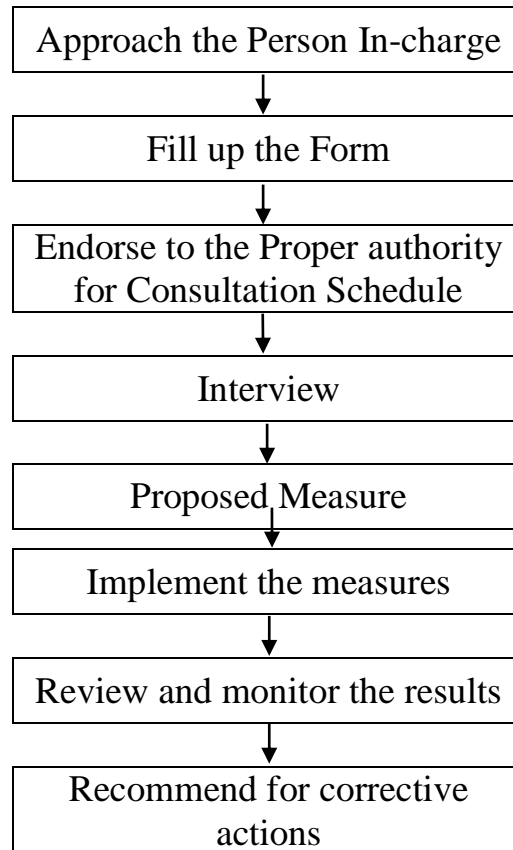 Approach the Person In-charge
Fill up the Form
Endorse to the Proper authority
for Consultation Schedule
Interview
Proposed Measure
Implement the measures
Review and monitor the results
Recommend for corrective
actions